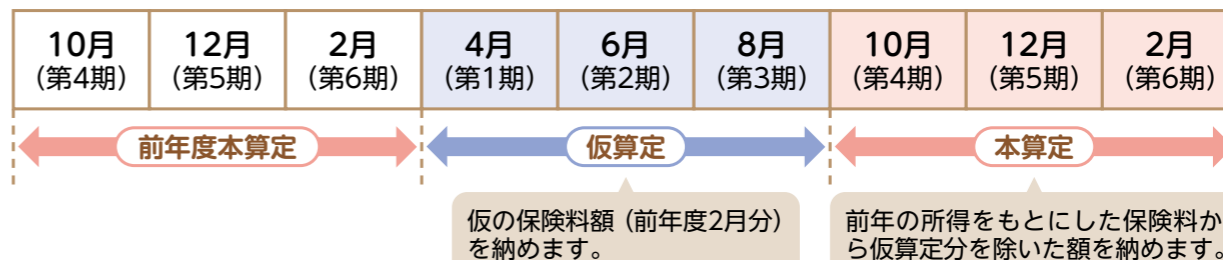 10月 12月 2月 4月 6月 8月 10月 12月 2月
(第4期) (第5期) (第6期) (第1期) (第2期) (第3期) (第4期) (第5期) (第6期)
前年度本算定 仮算定 本算定
仮の保険料額（前年度2月分）
を納めます。
前年の所得をもとにした保険料か
ら仮算定分を除いた額を納めます。